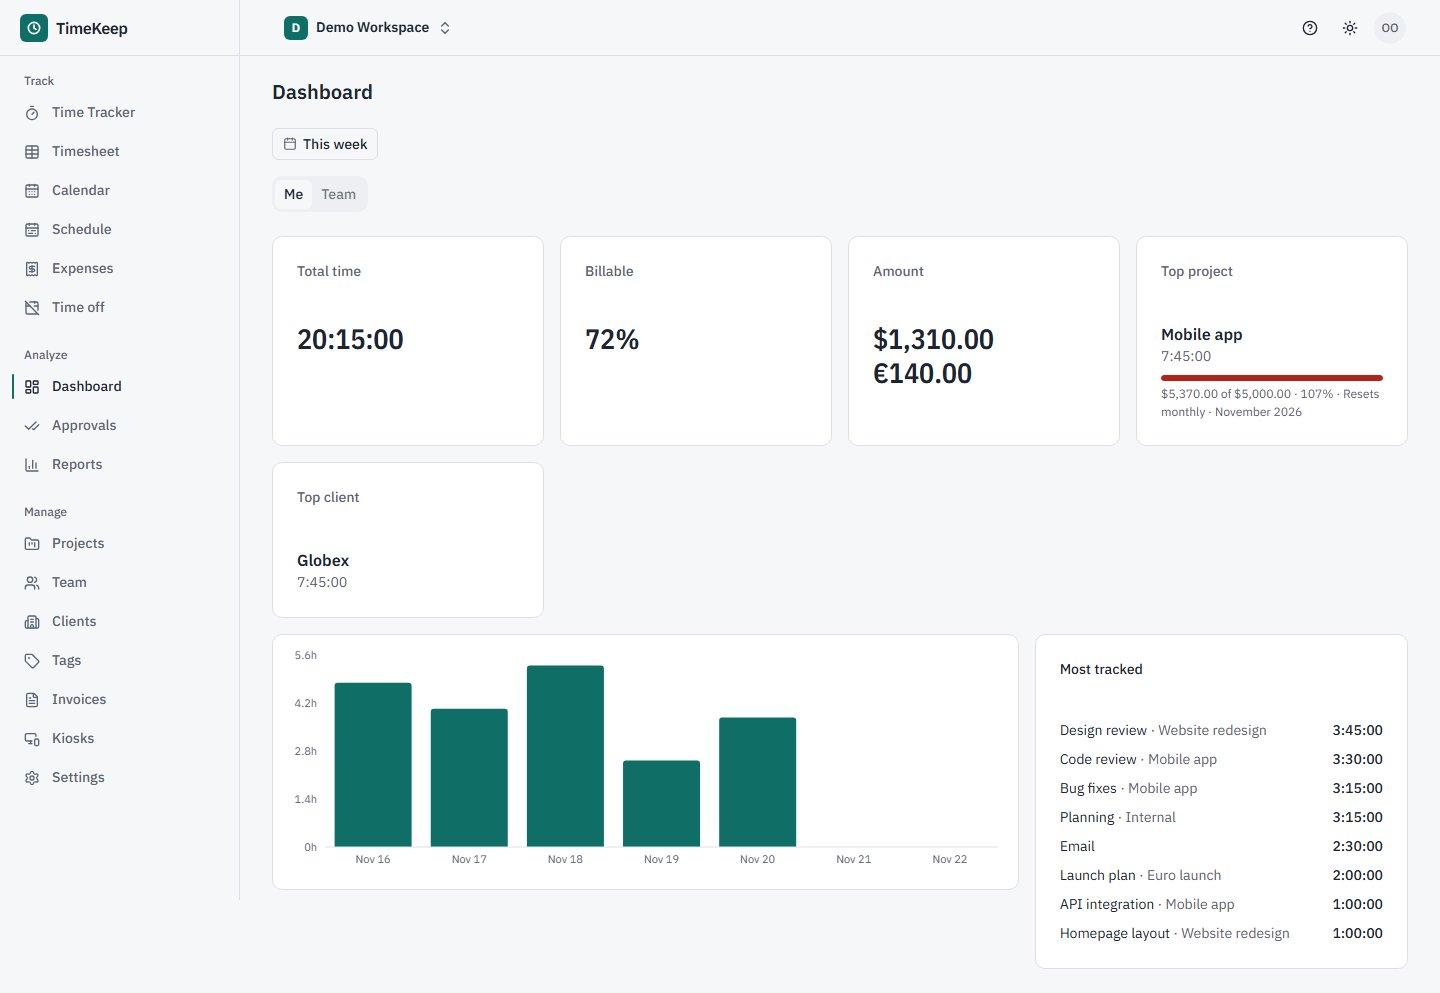 TimeKeep
D Demo Workspace
OO
Track
Time Tracker
Timesheet
Calendar
Schedule
Expenses
Time off
Analyze
Dashboard
Approvals
Reports
Manage
Projects
Team
Clients
Tags
Invoices
Kiosks
Settings
Dashboard
This week
Me Team
Total time
20:15:00
Billable
72%
Amount
$1,310.00
€140.00
Top project
Mobile app
7:45:00
$5,370.00 of $5,000.00 · 107% · Resets
monthly · November 2026
Top client
Globex
7:45:00
5.6h
4.2h
2.8h
1.4h
0h
Nov 16 Nov 17 Nov 18 Nov 19 Nov 20 Nov 21 Nov 22
Most tracked
Design review · Website redesign 3:45:00
Code review · Mobile app 3:30:00
Bug fixes · Mobile app 3:15:00
Planning · Internal 3:15:00
Email 2:30:00
Launch plan · Euro launch 2:00:00
API integration · Mobile app 1:00:00
Homepage layout · Website redesign 1:00:00